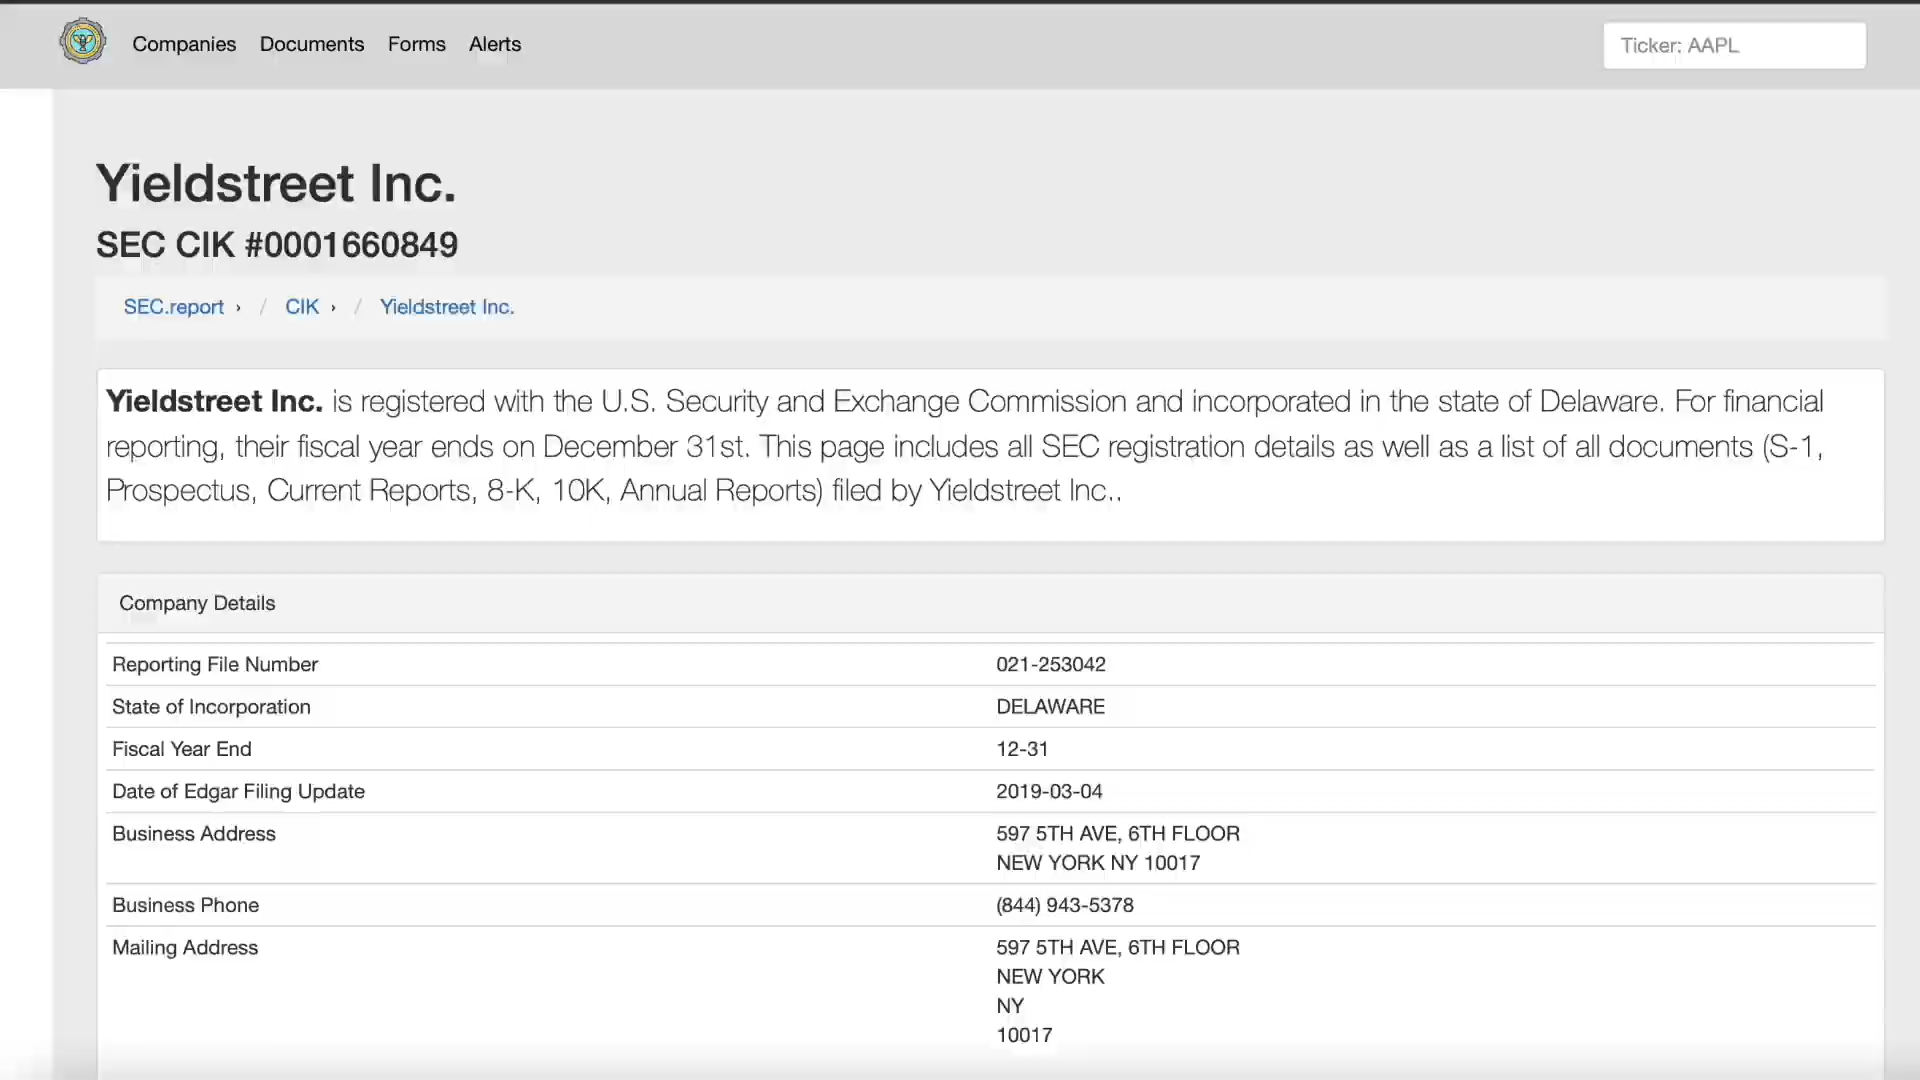 Companies Documents Forms Alerts Ticker: AAPL
Yieldstreet Inc.
SEC CIK #0001660849
SEC.report › / CIK › / Yieldstreet Inc.
Yieldstreet Inc. is registered with the U.S. Security and Exchange Commission and incorporated in the state of Delaware. For financial
reporting, their fiscal year ends on December 31st. This page includes all SEC registration details as well as a list of all documents (S-1,
Prospectus, Current Reports, 8-K, 10K, Annual Reports) filed by Yieldstreet Inc..
Company Details
Reporting File Number 021-253042
State of Incorporation DELAWARE
Fiscal Year End 12-31
Date of Edgar Filing Update 2019-03-04
Business Address 597 5TH AVE, 6TH FLOOR
NEW YORK NY 10017
Business Phone (844) 943-5378
Mailing Address 597 5TH AVE, 6TH FLOOR
NEW YORK
NY
10017